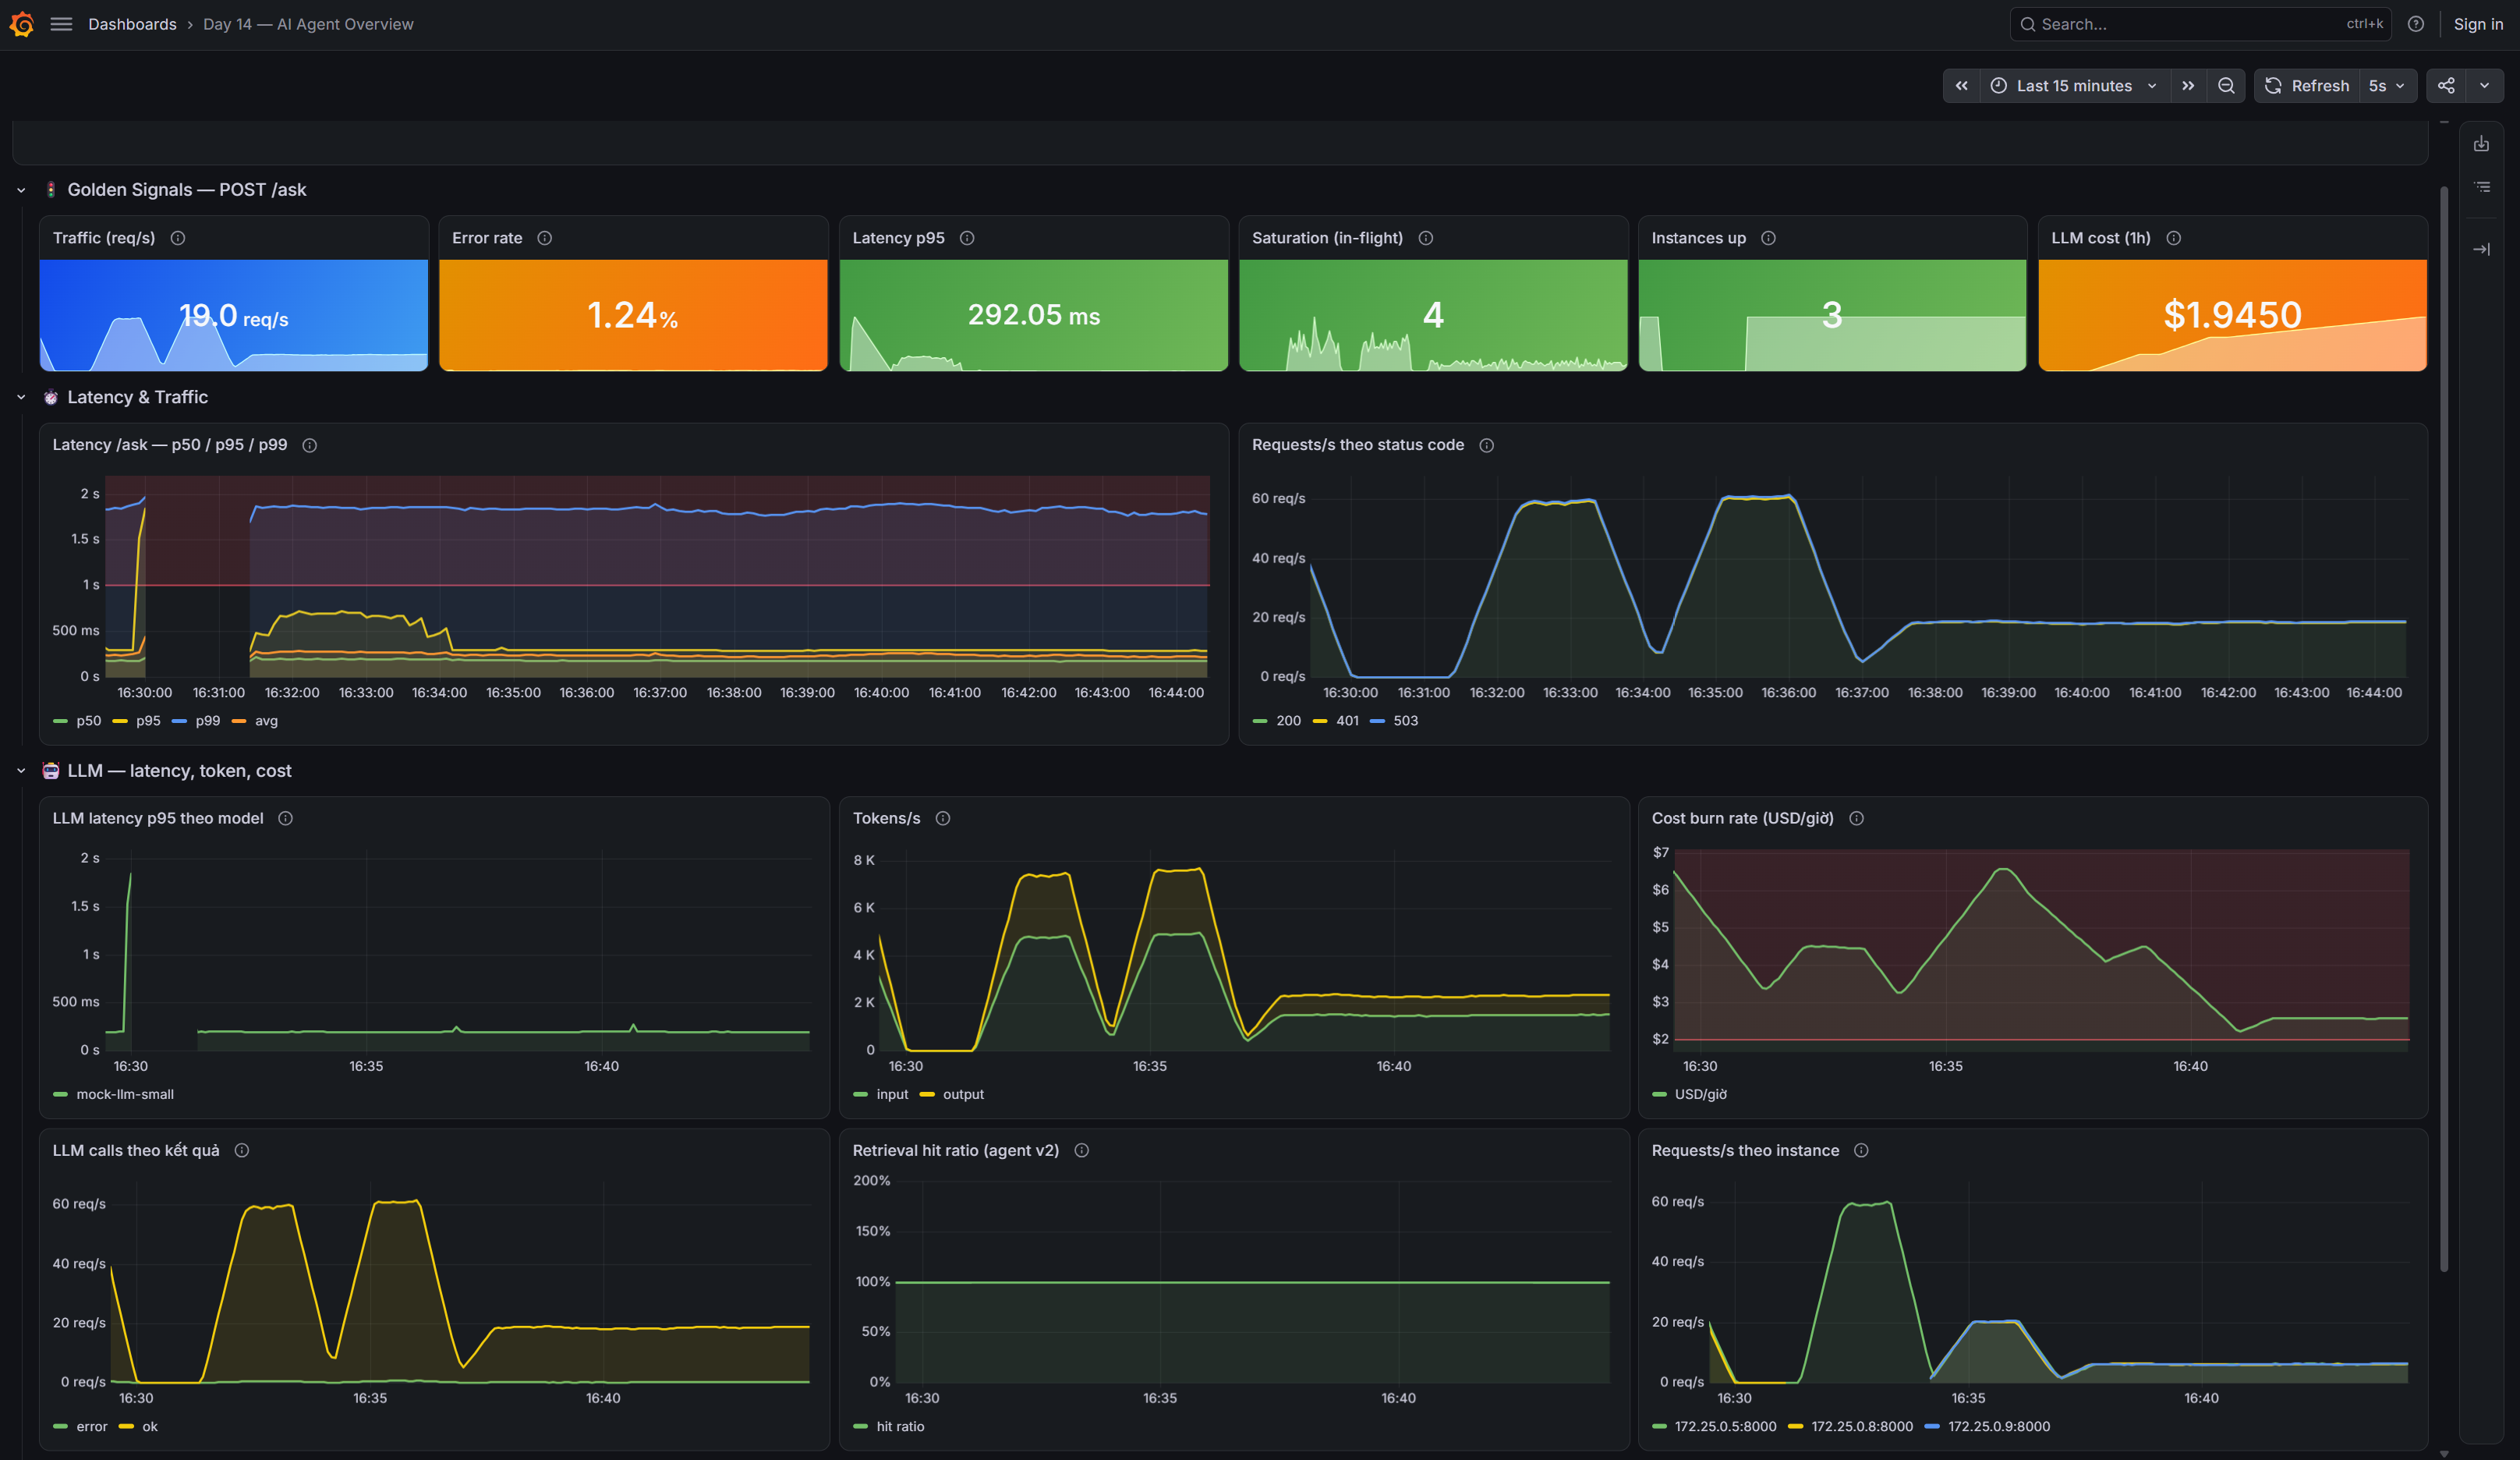 Dashboards › Day 14 — AI Agent Overview
Search... ctrl+k
Sign in
Last 15 minutes
Refresh 5s
Golden Signals — POST /ask
Traffic (req/s)
19.0 req/s
Error rate
1.24%
Latency p95
292.05 ms
Saturation (in-flight)
4
Instances up
3
LLM cost (1h)
$1.9450
Latency & Traffic
Latency /ask — p50 / p95 / p99
2 s
1.5 s
1 s
500 ms
0 s
16:30:00 16:31:00 16:32:00 16:33:00 16:34:00 16:35:00 16:36:00 16:37:00 16:38:00 16:39:00 16:40:00 16:41:00 16:42:00 16:43:00 16:44:00
p50 p95 p99 avg
Requests/s theo status code
60 req/s
40 req/s
20 req/s
0 req/s
16:30:00 16:31:00 16:32:00 16:33:00 16:34:00 16:35:00 16:36:00 16:37:00 16:38:00 16:39:00 16:40:00 16:41:00 16:42:00 16:43:00 16:44:00
200 401 503
LLM — latency, token, cost
LLM latency p95 theo model
2 s
1.5 s
1 s
500 ms
0 s
16:30 16:35 16:40
mock-llm-small
Tokens/s
8 K
6 K
4 K
2 K
0
16:30 16:35 16:40
input output
Cost burn rate (USD/giờ)
$7
$6
$5
$4
$3
$2
16:30 16:35 16:40
USD/giờ
LLM calls theo kết quả
60 req/s
40 req/s
20 req/s
0 req/s
16:30 16:35 16:40
error ok
Retrieval hit ratio (agent v2)
200%
150%
100%
50%
0%
16:30 16:35 16:40
hit ratio
Requests/s theo instance
60 req/s
40 req/s
20 req/s
0 req/s
16:30 16:35 16:40
172.25.0.5:8000 172.25.0.8:8000 172.25.0.9:8000